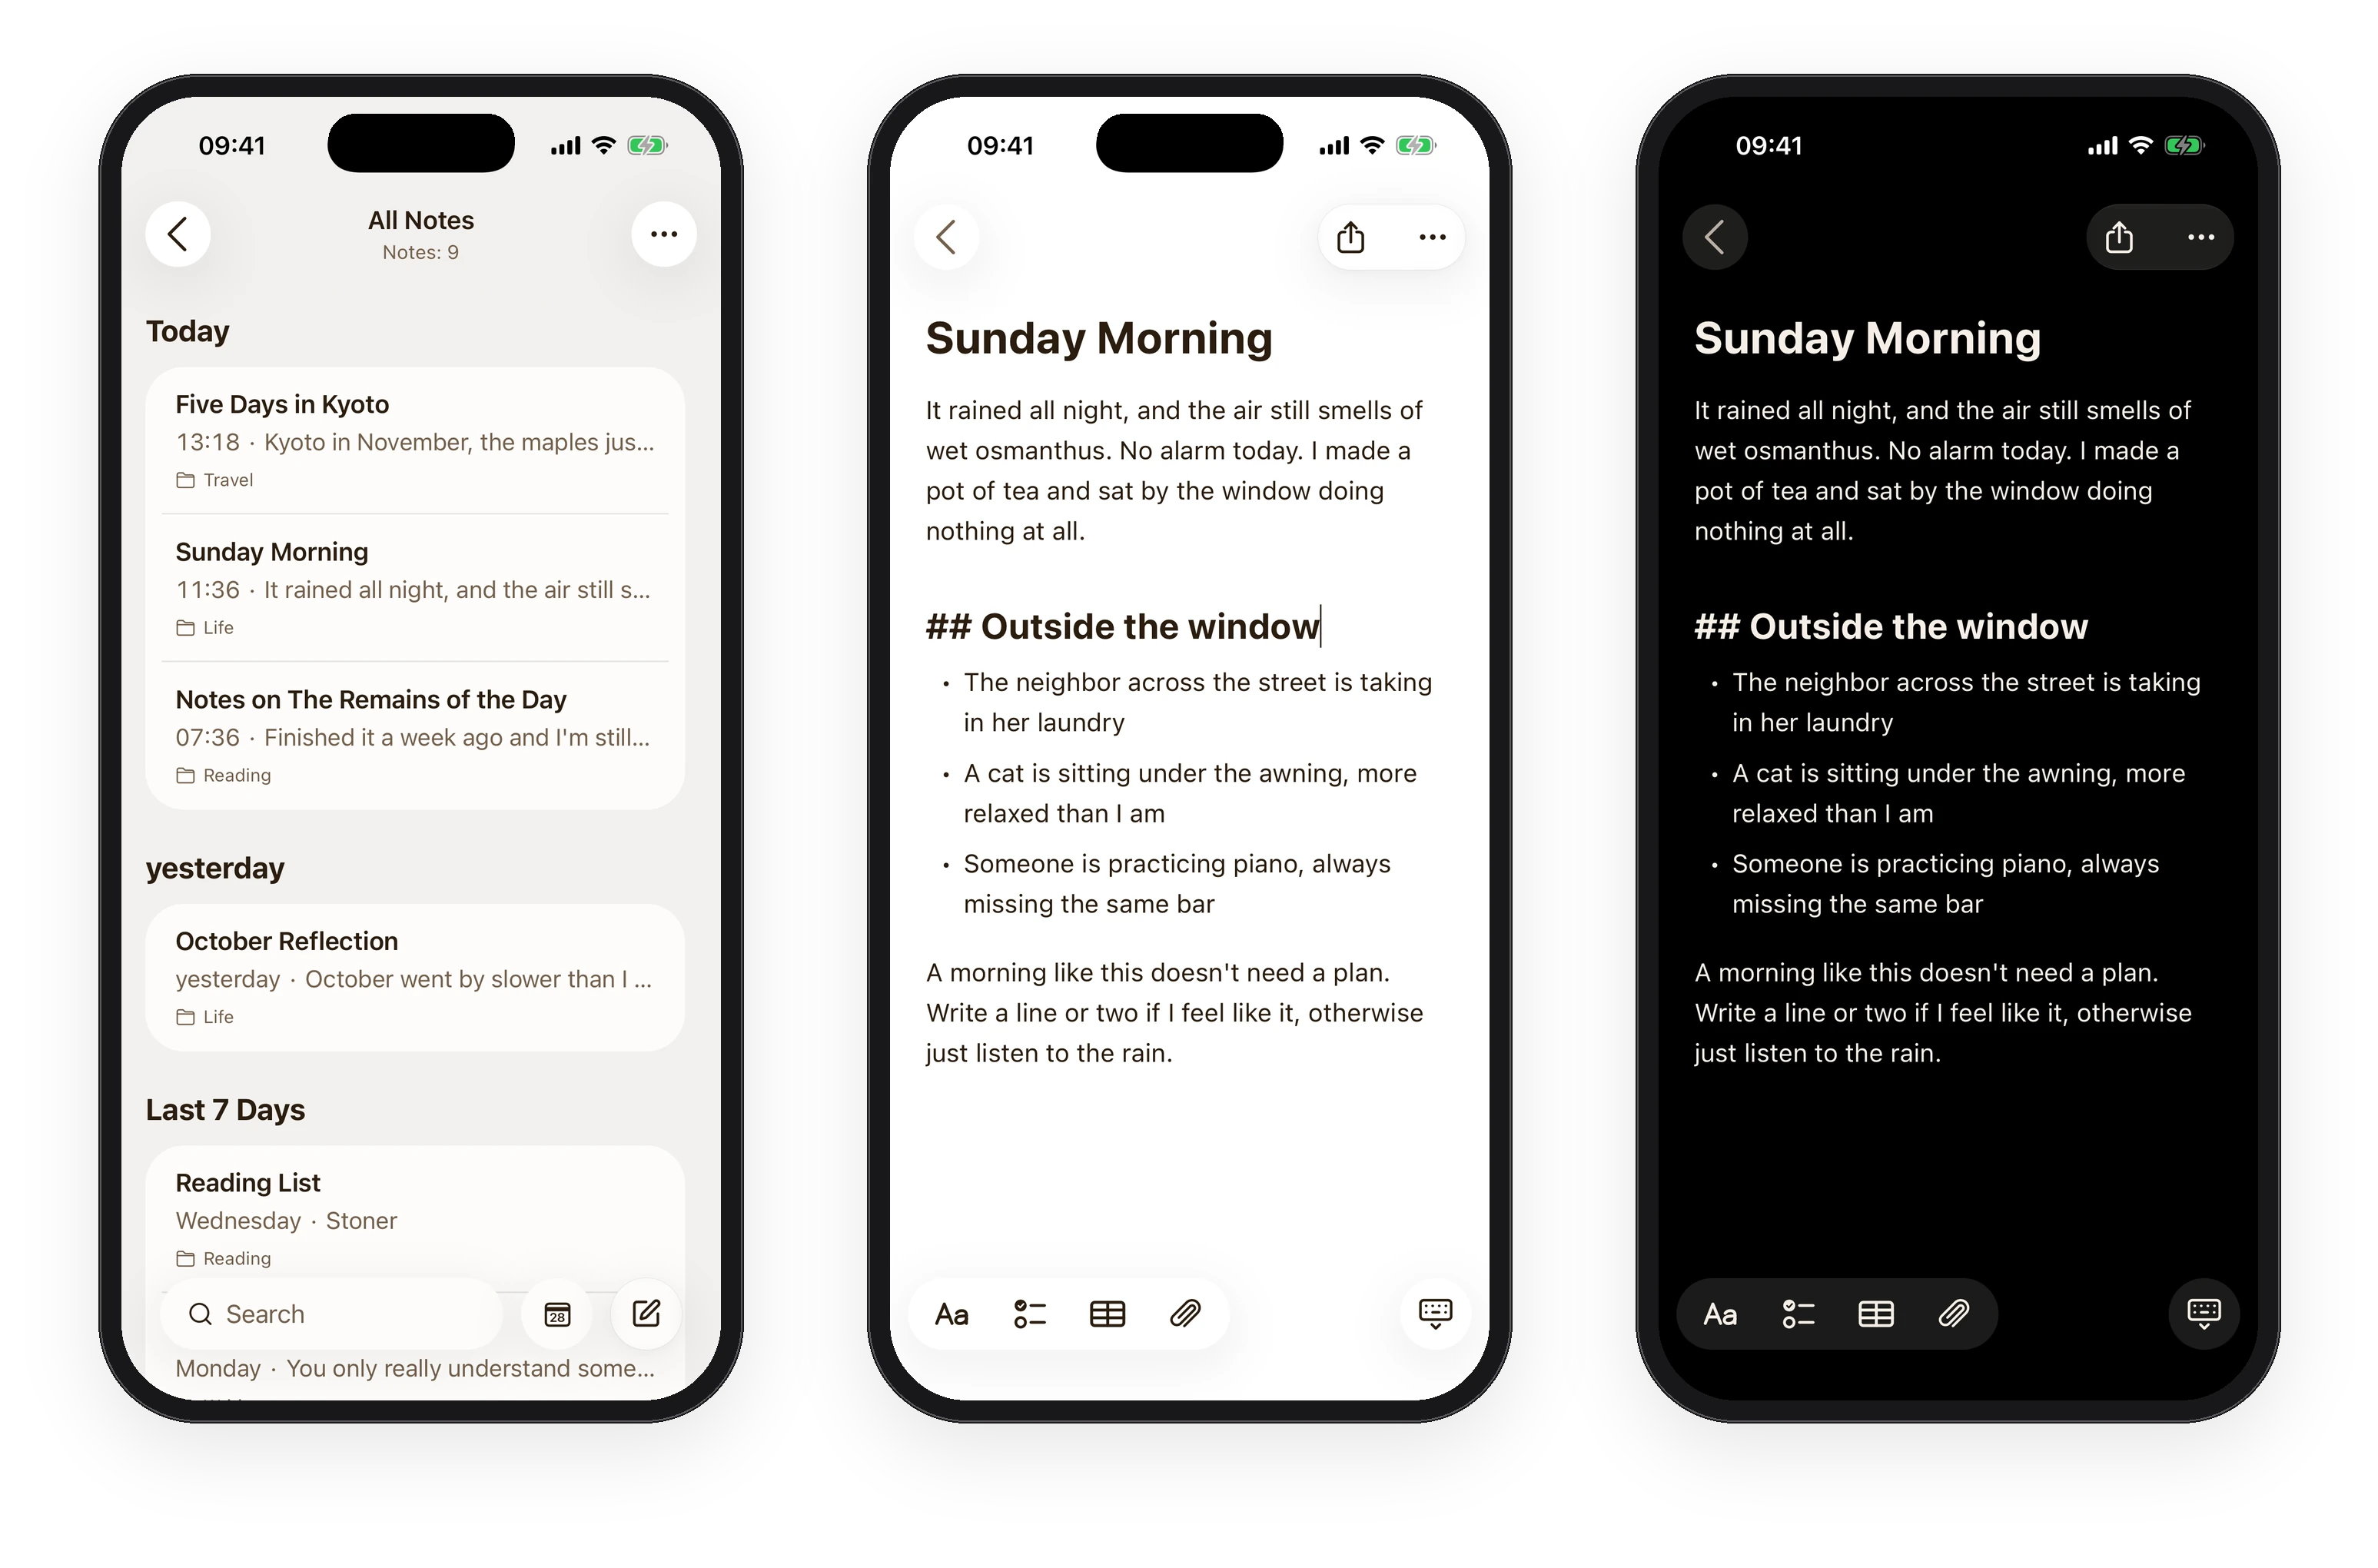 09:41
All Notes
Notes: 9
Today
Five Days in Kyoto
13:18 · Kyoto in November, the maples jus...
Travel
Sunday Morning
11:36 · It rained all night, and the air still s...
Life
Notes on The Remains of the Day
07:36 · Finished it a week ago and I'm still...
Reading
yesterday
October Reflection
yesterday · October went by slower than I ...
Life
Last 7 Days
Reading List
Wednesday · Stoner
Reading
Search
28
Monday · You only really understand some...
09:41
Sunday Morning
It rained all night, and the air still smells of
wet osmanthus. No alarm today. I made a
pot of tea and sat by the window doing
nothing at all.
## Outside the window
• The neighbor across the street is taking
in her laundry
• A cat is sitting under the awning, more
relaxed than I am
• Someone is practicing piano, always
missing the same bar
A morning like this doesn't need a plan.
Write a line or two if I feel like it, otherwise
just listen to the rain.
Aa
09:41
Sunday Morning
It rained all night, and the air still smells of
wet osmanthus. No alarm today. I made a
pot of tea and sat by the window doing
nothing at all.
## Outside the window
• The neighbor across the street is taking
in her laundry
• A cat is sitting under the awning, more
relaxed than I am
• Someone is practicing piano, always
missing the same bar
A morning like this doesn't need a plan.
Write a line or two if I feel like it, otherwise
just listen to the rain.
Aa